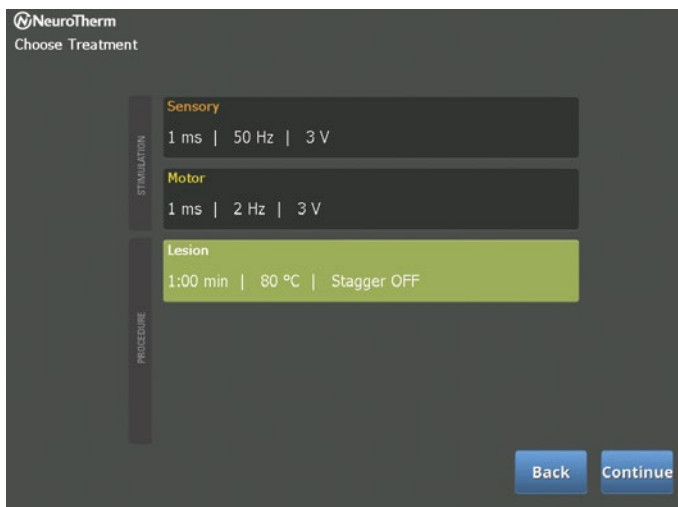 NeuroTherm
Choose Treatment
STIMULATION
Sensory
1 ms | 50 Hz | 3 V
Motor
1 ms | 2 Hz | 3 V
PROCEDURE
Lesion
1:00 min | 80 °C | Stagger OFF
Back
Continue